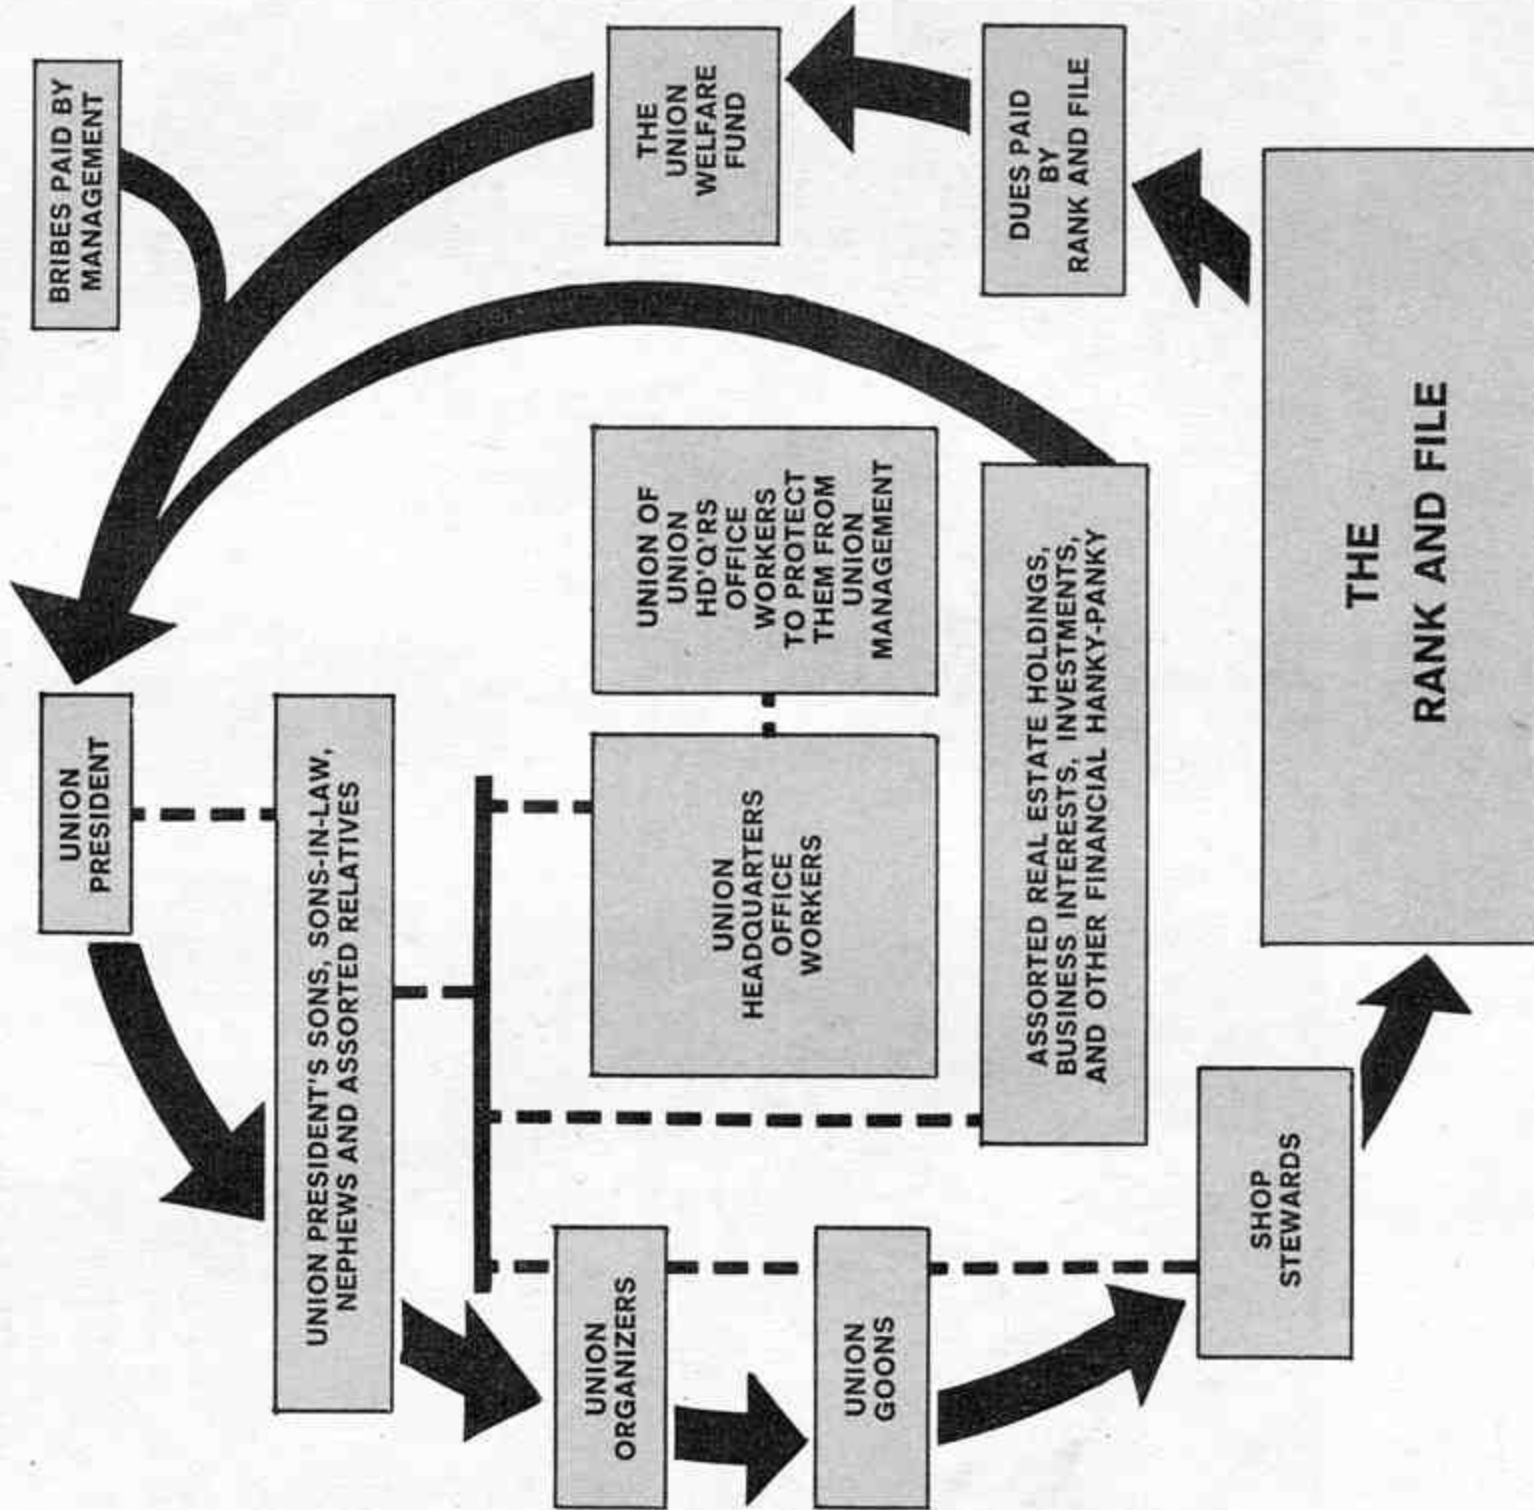 BRIBES PAID BY
MANAGEMENT
UNION
PRESIDENT
UNION PRESIDENT'S SONS, SONS-IN-LAW,
NEPHEWS AND ASSORTED RELATIVES
THE
UNION
WELFARE
FUND
UNION
ORGANIZERS
UNION
HEADQUARTERS
OFFICE
WORKERS
UNION OF
UNION
HD'Q'RS
OFFICE
WORKERS
TO PROTECT
THEM FROM
UNION
MANAGEMENT
UNION
GOONS
ASSORTED REAL ESTATE HOLDINGS,
BUSINESS INTERESTS, INVESTMENTS,
AND OTHER FINANCIAL HANKY-PANKY
DUES PAID
BY
RANK AND FILE
SHOP
STEWARDS
THE
RANK AND FILE